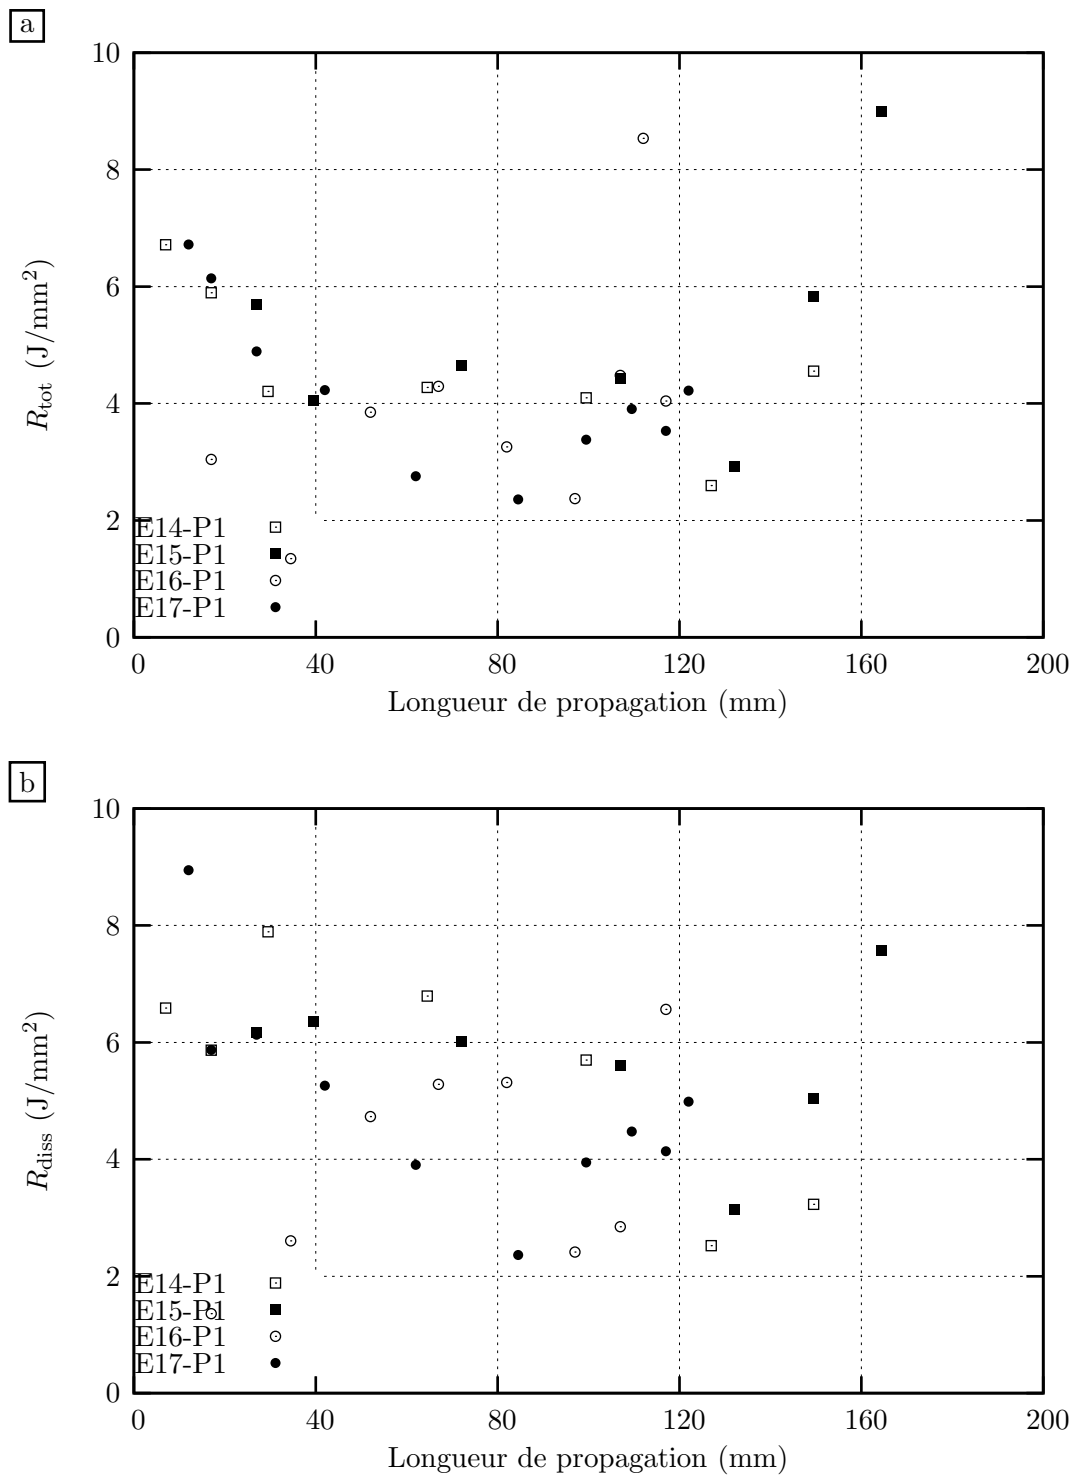 a
10
8
6
4
2
0
R_tot (J/mm²)
E14-P1
E15-P1
E16-P1
E17-P1
0 40 80 120 160 200
Longueur de propagation (mm)
b
10
8
6
4
2
0
R_diss (J/mm²)
E14-P1
E15-P1
E16-P1
E17-P1
0 40 80 120 160 200
Longueur de propagation (mm)